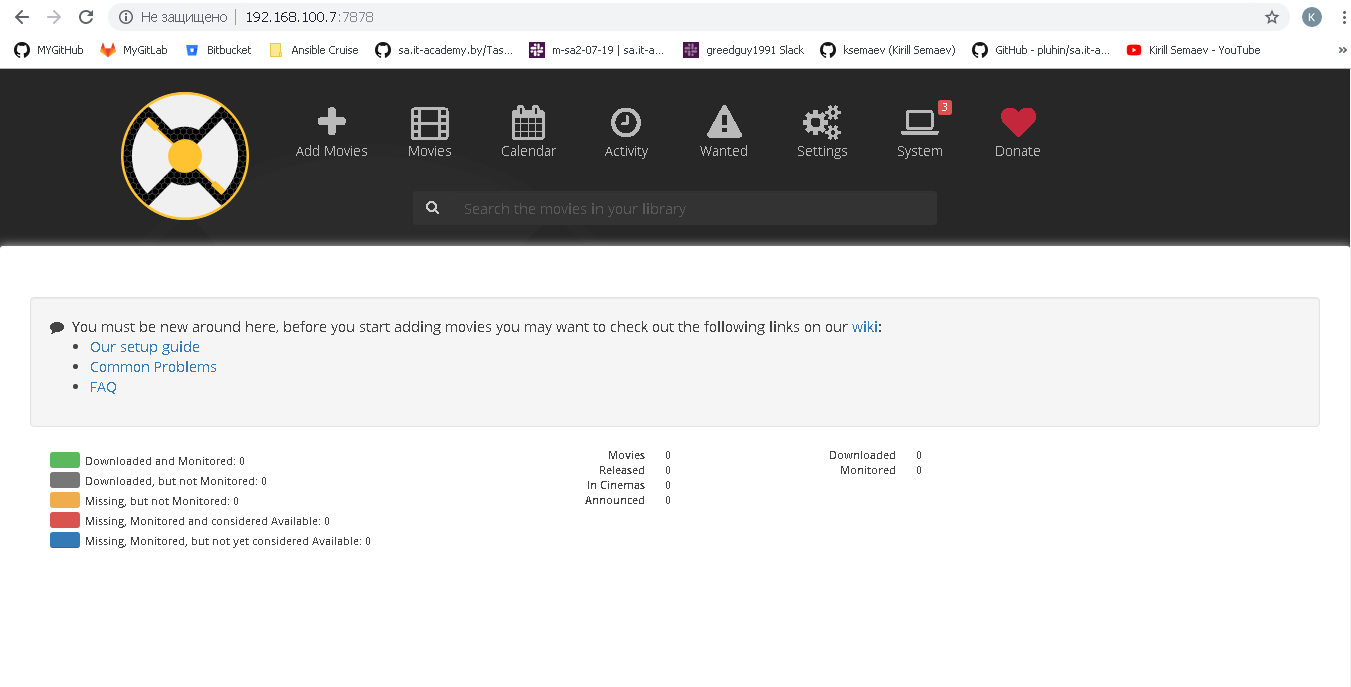 Не защищено 192.168.100.7:7878
K
MYGitHub MyGitLab Bitbucket Ansible Cruise sa.it-academy.by/Tas... m-sa2-07-19 | sa.it-a... greedguy1991 Slack ksemaev (Kirill Semaev) GitHub - pluhin/sa.it-a... Kirill Semaev - YouTube »
3
Add Movies Movies Calendar Activity Wanted Settings System Donate
Search the movies in your library
You must be new around here, before you start adding movies you may want to check out the following links on our wiki:
• Our setup guide
• Common Problems
• FAQ
Downloaded and Monitored: 0
Downloaded, but not Monitored: 0
Missing, but not Monitored: 0
Missing, Monitored and considered Available: 0
Missing, Monitored, but not yet considered Available: 0
Movies 0
Released 0
In Cinemas 0
Announced 0
Downloaded 0
Monitored 0